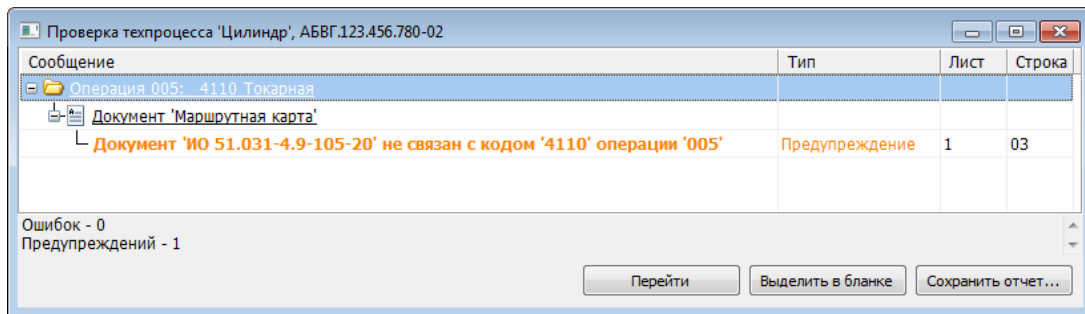 Проверка техпроцесса 'Цилиндр', АБВГ.123.456.780-02
Сообщение Тип Лист Строка
Операция 005: 4110 Токарная
Документ 'Маршрутная карта'
Документ 'ИО 51.031-4.9-105-20' не связан с кодом '4110' операции '005' Предупреждение 1 03
Ошибок - 0
Предупреждений - 1
Перейти Выделить в бланке Сохранить отчет...